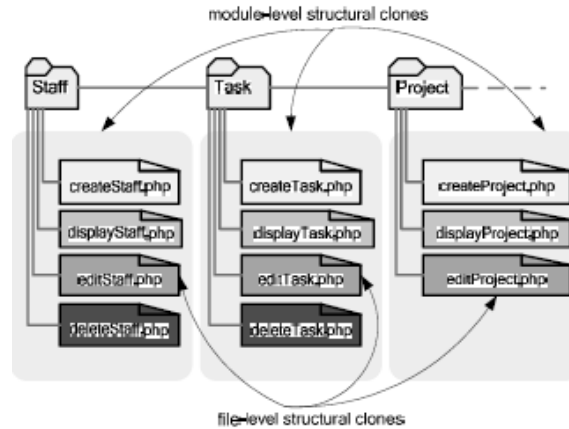 module-level structural clones
Staff
Task
Project
createStaff.php
createTask.php
createProject.php
displayStaff.php
displayTask.php
displayProject.php
editStaff.php
editTask.php
editProject.php
deleteStaff.php
deleteTask.php
file-level structural clones